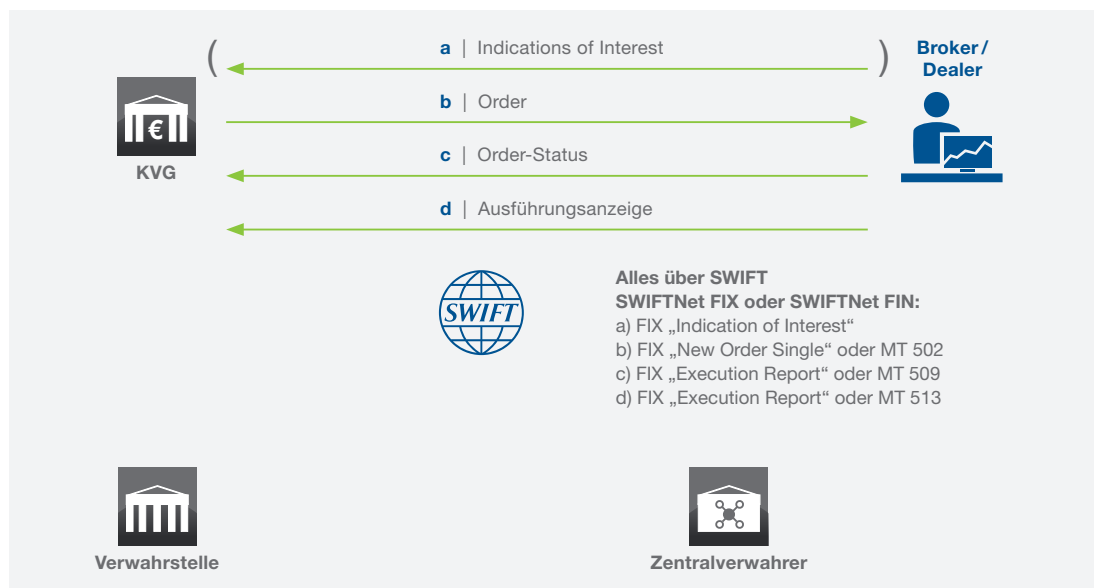 ( a | Indications of Interest )
Broker / Dealer
b | Order
€
KVG
c | Order-Status
d | Ausführungsanzeige
SWIFT
Alles über SWIFT
SWIFTNet FIX oder SWIFTNet FIN:
a) FIX „Indication of Interest“
b) FIX „New Order Single“ oder MT 502
c) FIX „Execution Report“ oder MT 509
d) FIX „Execution Report“ oder MT 513
Verwahrstelle
Zentralverwahrer